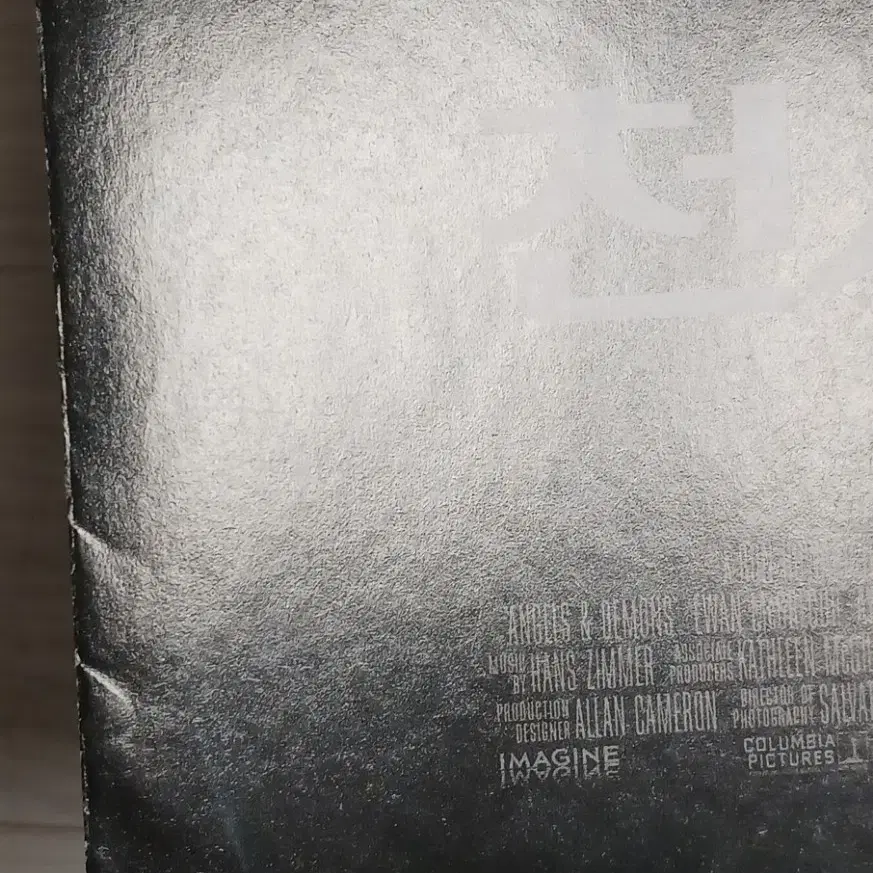 천
"ANGELS & DEMONS" EWAN MCGREGOR
MUSIC BY HANS ZIMMER ASSOCIATE PRODUCERS KATHLEEN
PRODUCTION DESIGNER ALLAN CAMERON DIRECTOR OF PHOTOGRAPHY
IMAGINE COLUMBIA PICTURES